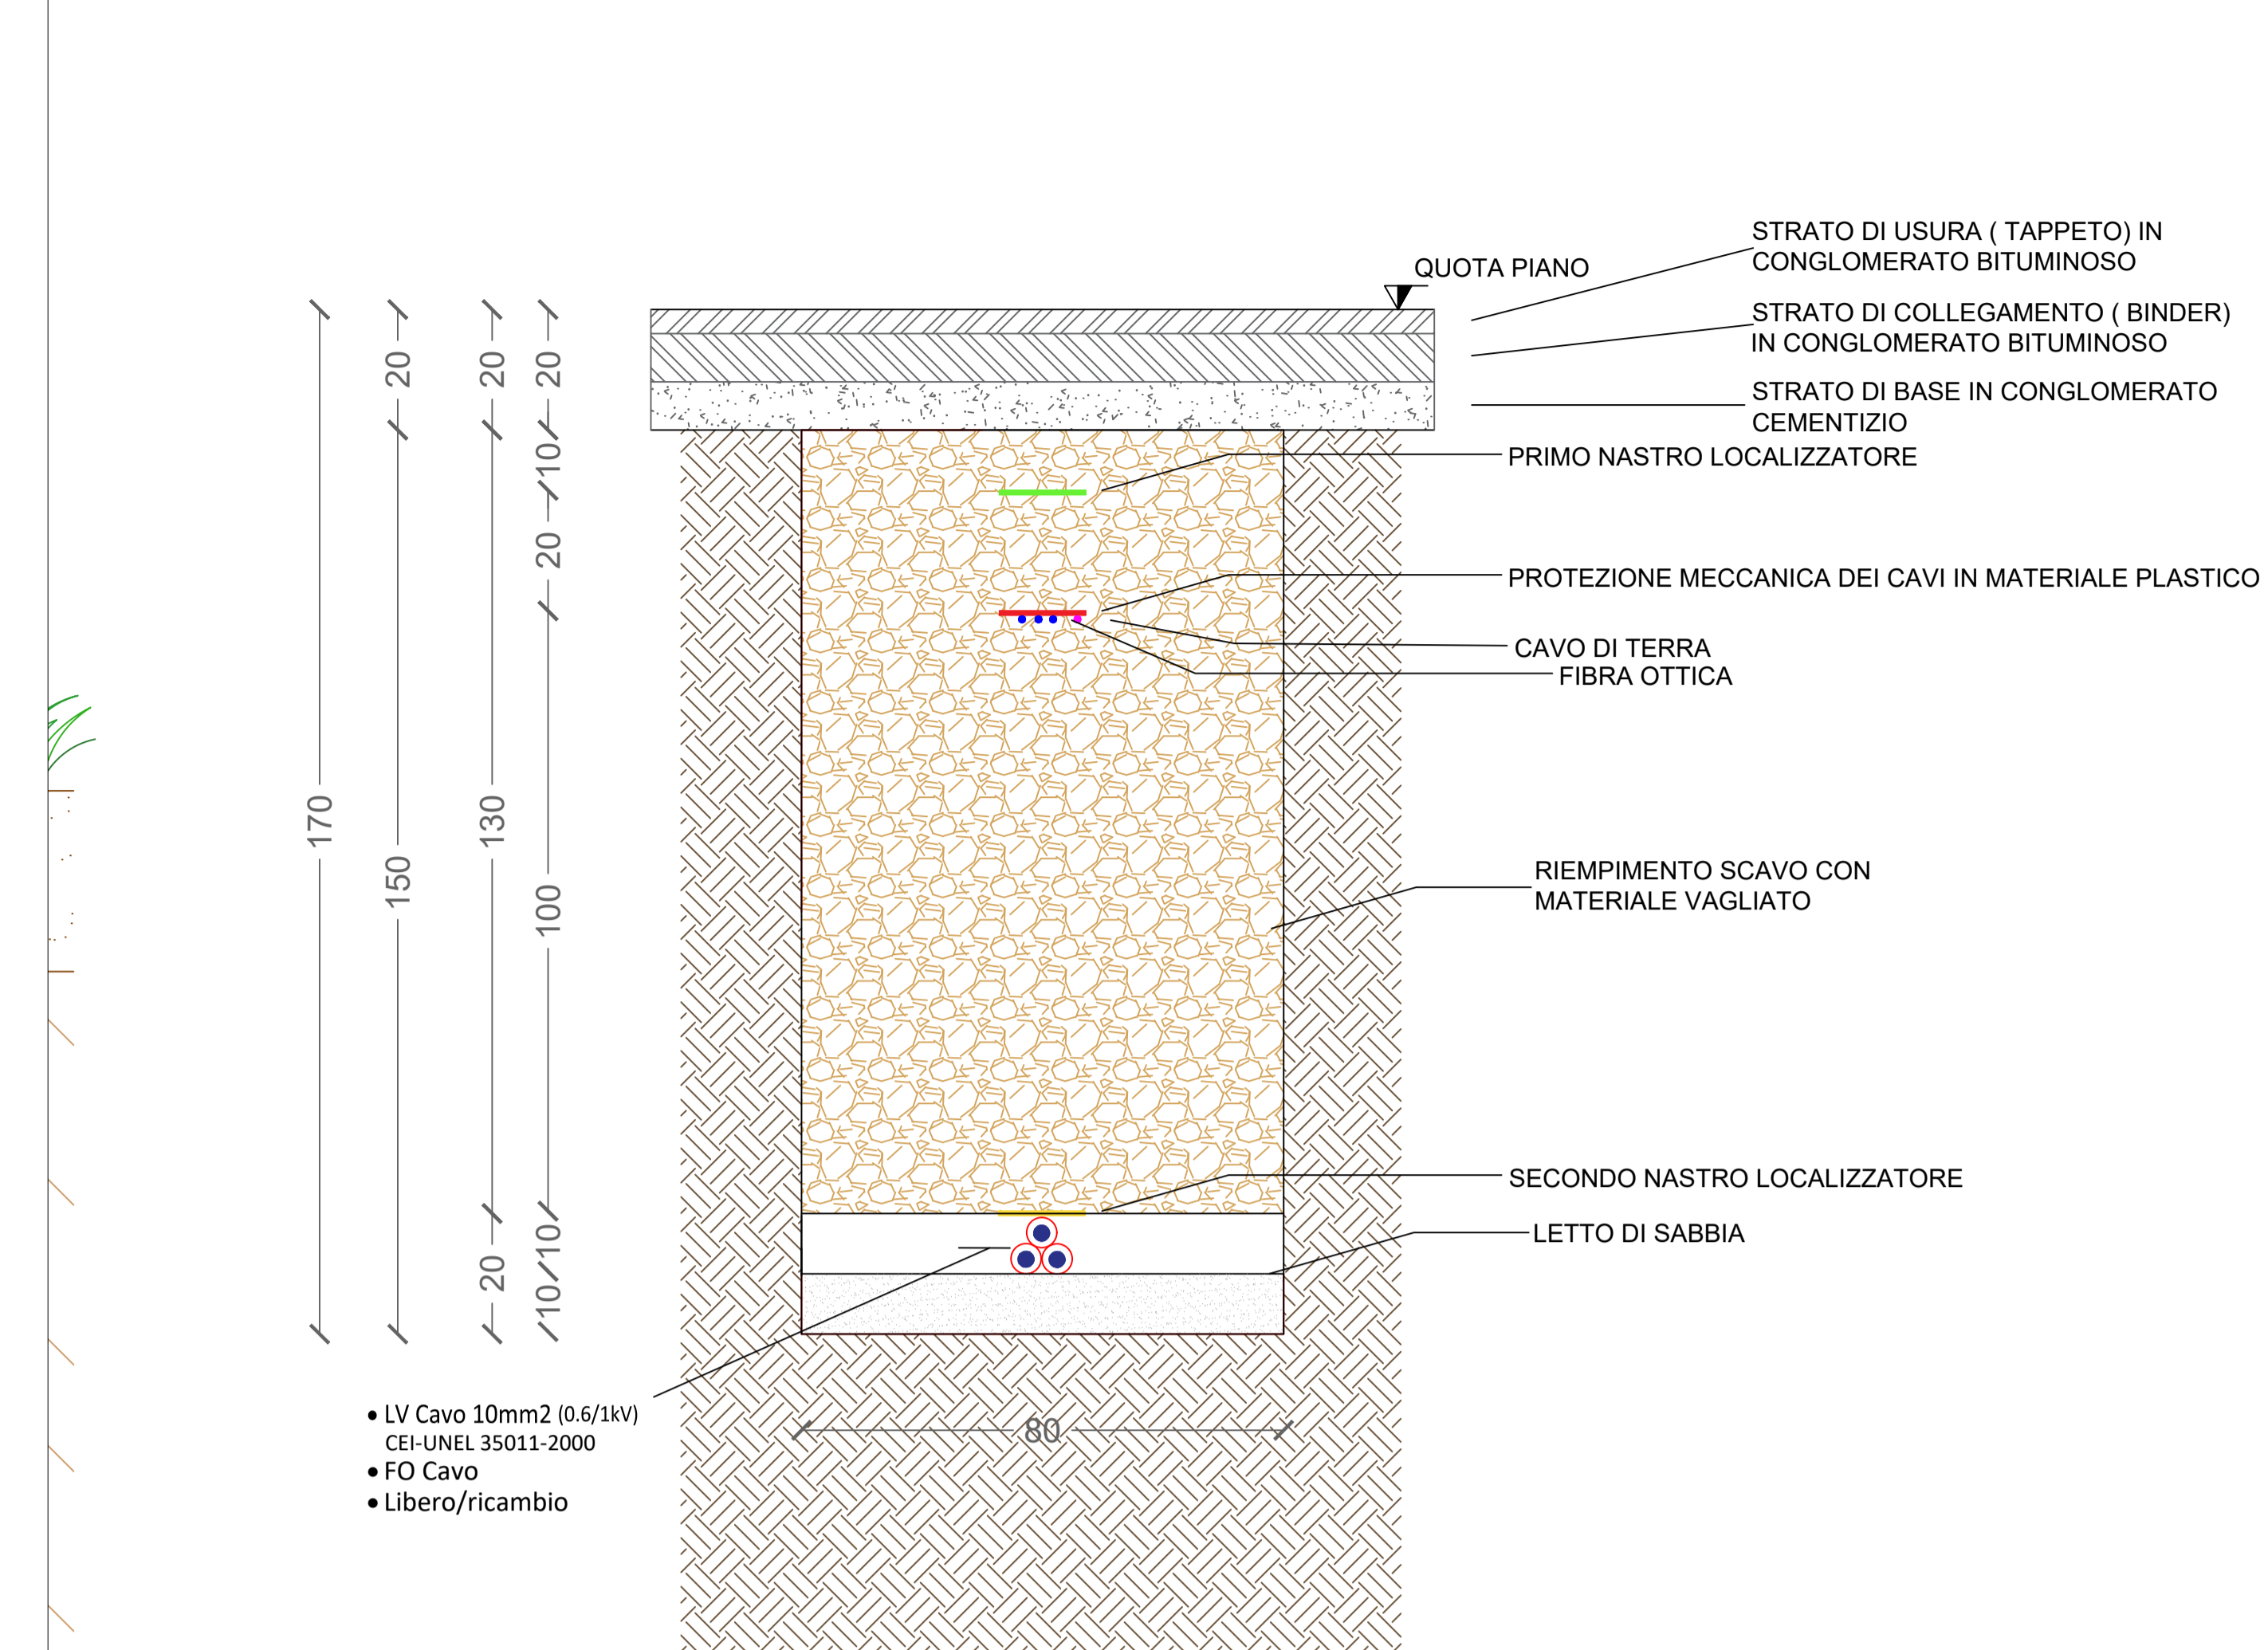 QUOTA PIANO
STRATO DI USURA ( TAPPETO) IN
CONGLOMERATO BITUMINOSO
STRATO DI COLLEGAMENTO ( BINDER)
IN CONGLOMERATO BITUMINOSO
STRATO DI BASE IN CONGLOMERATO
CEMENTIZIO
PRIMO NASTRO LOCALIZZATORE
PROTEZIONE MECCANICA DEI CAVI IN MATERIALE PLASTICO
CAVO DI TERRA
FIBRA OTTICA
RIEMPIMENTO SCAVO CON
MATERIALE VAGLIATO
SECONDO NASTRO LOCALIZZATORE
LETTO DI SABBIA
170
20
150
20
130
20
20
10
20
100
10
10
80
• LV Cavo 10mm2 (0.6/1kV)
CEI-UNEL 35011-2000
• FO Cavo
• Libero/ricambio